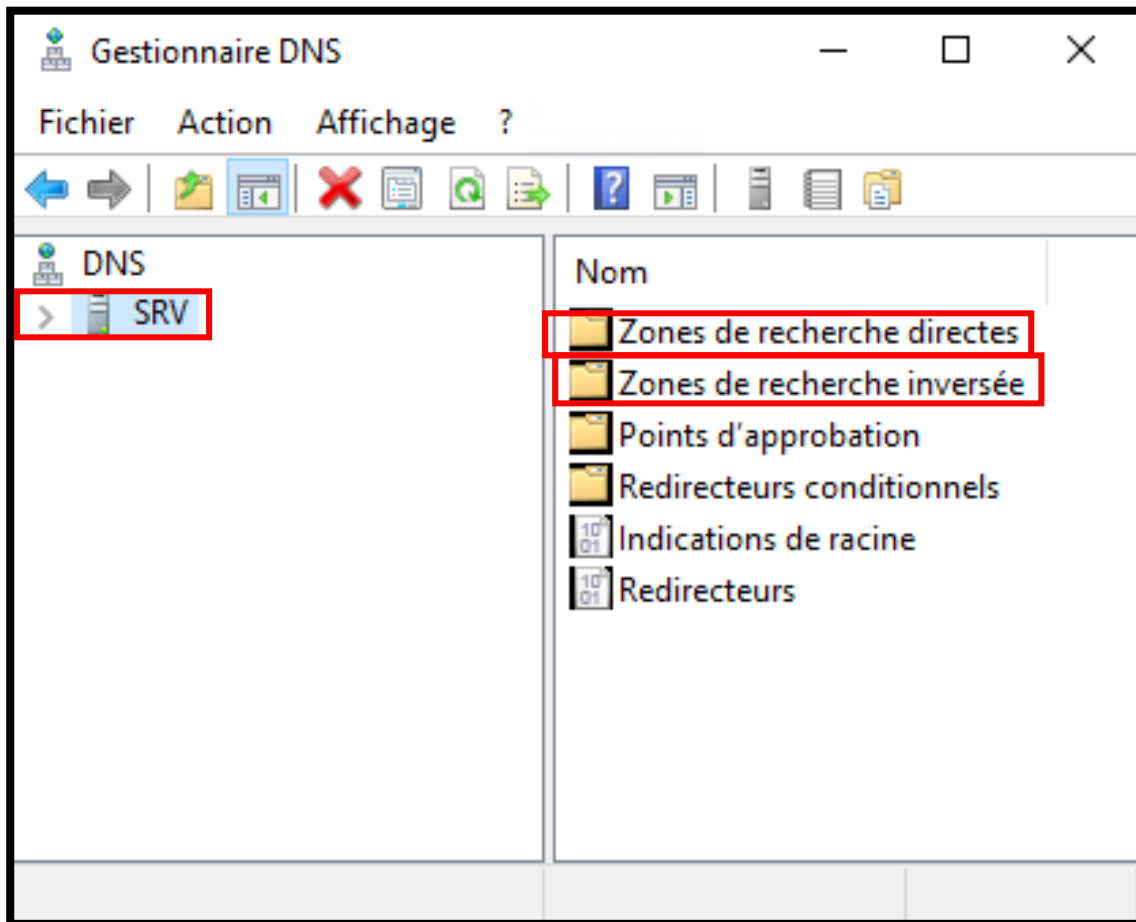 Gestionnaire DNS
Fichier Action Affichage ?
DNS
SRV
Nom
Zones de recherche directes
Zones de recherche inversée
Points d'approbation
Redirecteurs conditionnels
Indications de racine
Redirecteurs